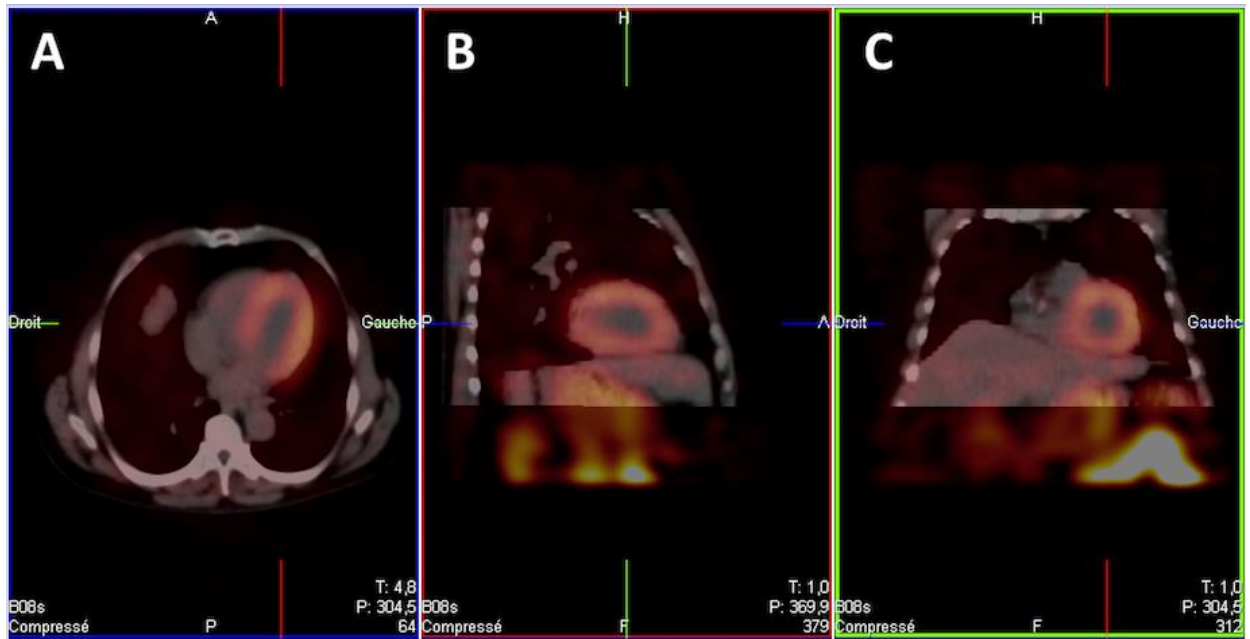 A
A
Droit
Gauche
T: 4,8
B08s
P: 304,5
Compressé
P
64
B
H
P
A
T: 1,0
B08s
P: 369,9
Compressé
F
379
C
H
Droit
Gauche
T: 1,0
B08s
P: 304,5
Compressé
F
312